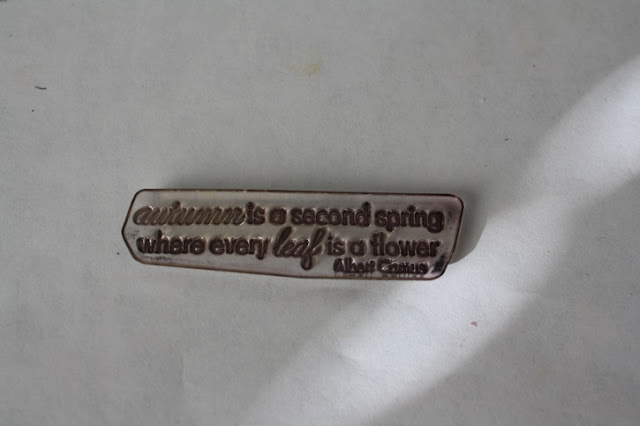 autumn is a second spring
where every leaf is a flower
Albert Camus